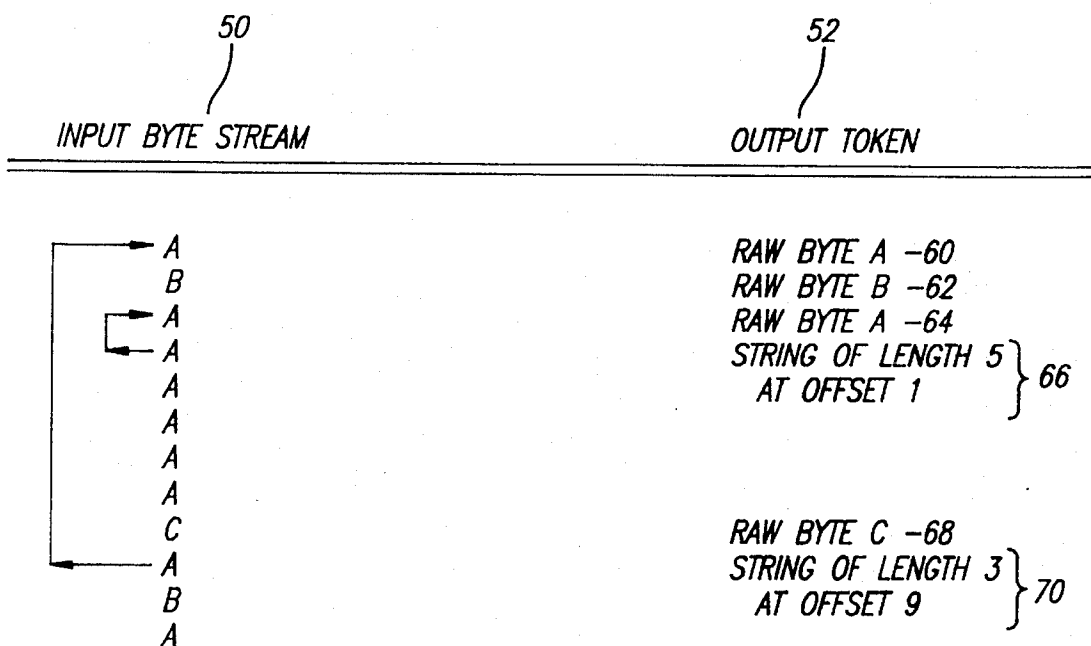 50 52
INPUT BYTE STREAM OUTPUT TOKEN
A RAW BYTE A -60
B RAW BYTE B -62
A RAW BYTE A -64
A STRING OF LENGTH 5
A AT OFFSET 1 66
A
A
A
C RAW BYTE C -68
A STRING OF LENGTH 3
B AT OFFSET 9 70
A